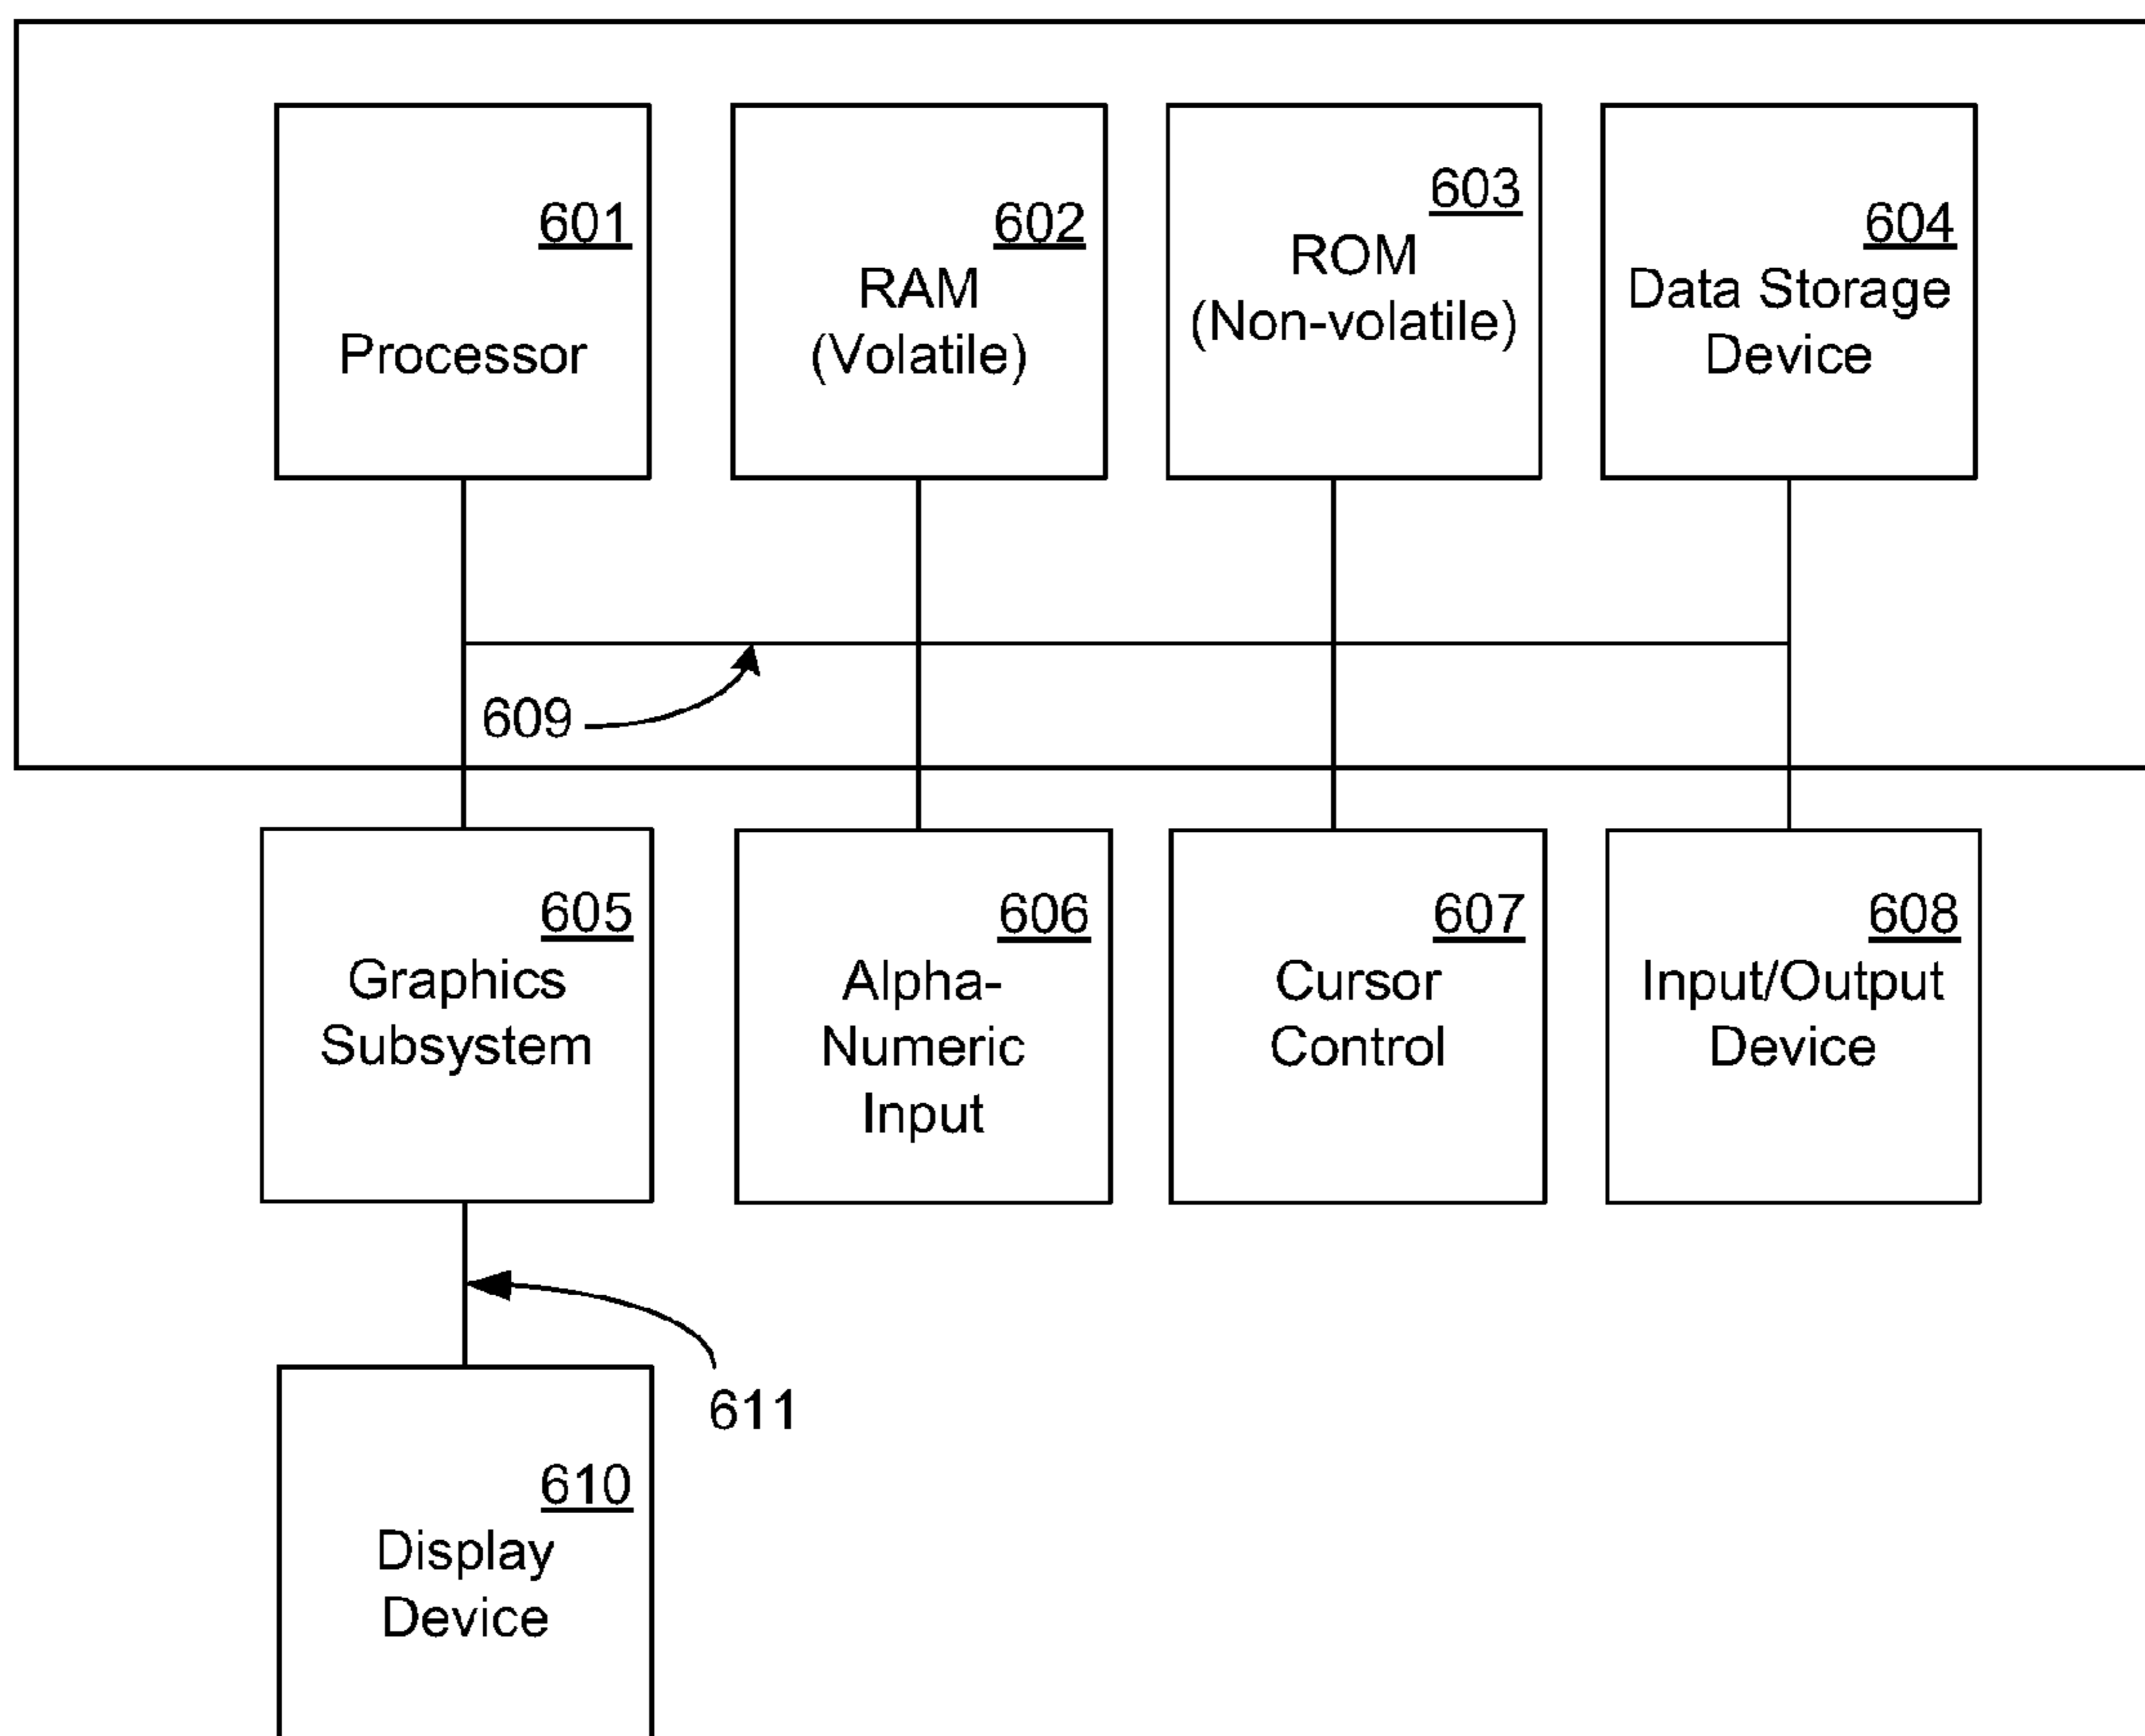 601
Processor
602
RAM
(Volatile)
603
ROM
(Non-volatile)
604
Data Storage
Device
609
605
Graphics
Subsystem
606
Alpha-
Numeric
Input
607
Cursor
Control
608
Input/Output
Device
611
610
Display
Device